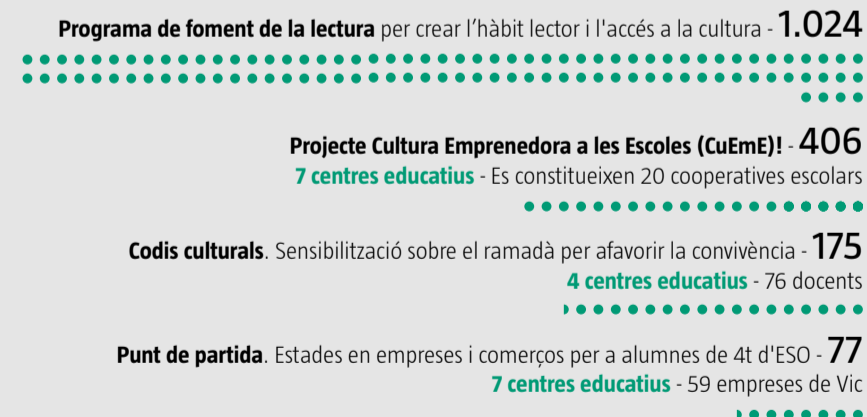 Programa de foment de la lectura per crear l’hàbit lector i l'accés a la cultura - 1.024
Projecte Cultura Emprenedora a les Escoles (CuEmE)! - 406
7 centres educatius - Es constitueixen 20 cooperatives escolars
Codis culturals. Sensibilització sobre el ramadà per afavorir la convivència - 175
4 centres educatius - 76 docents
Punt de partida. Estades en empreses i comerços per a alumnes de 4t d'ESO - 77
7 centres educatius - 59 empreses de Vic